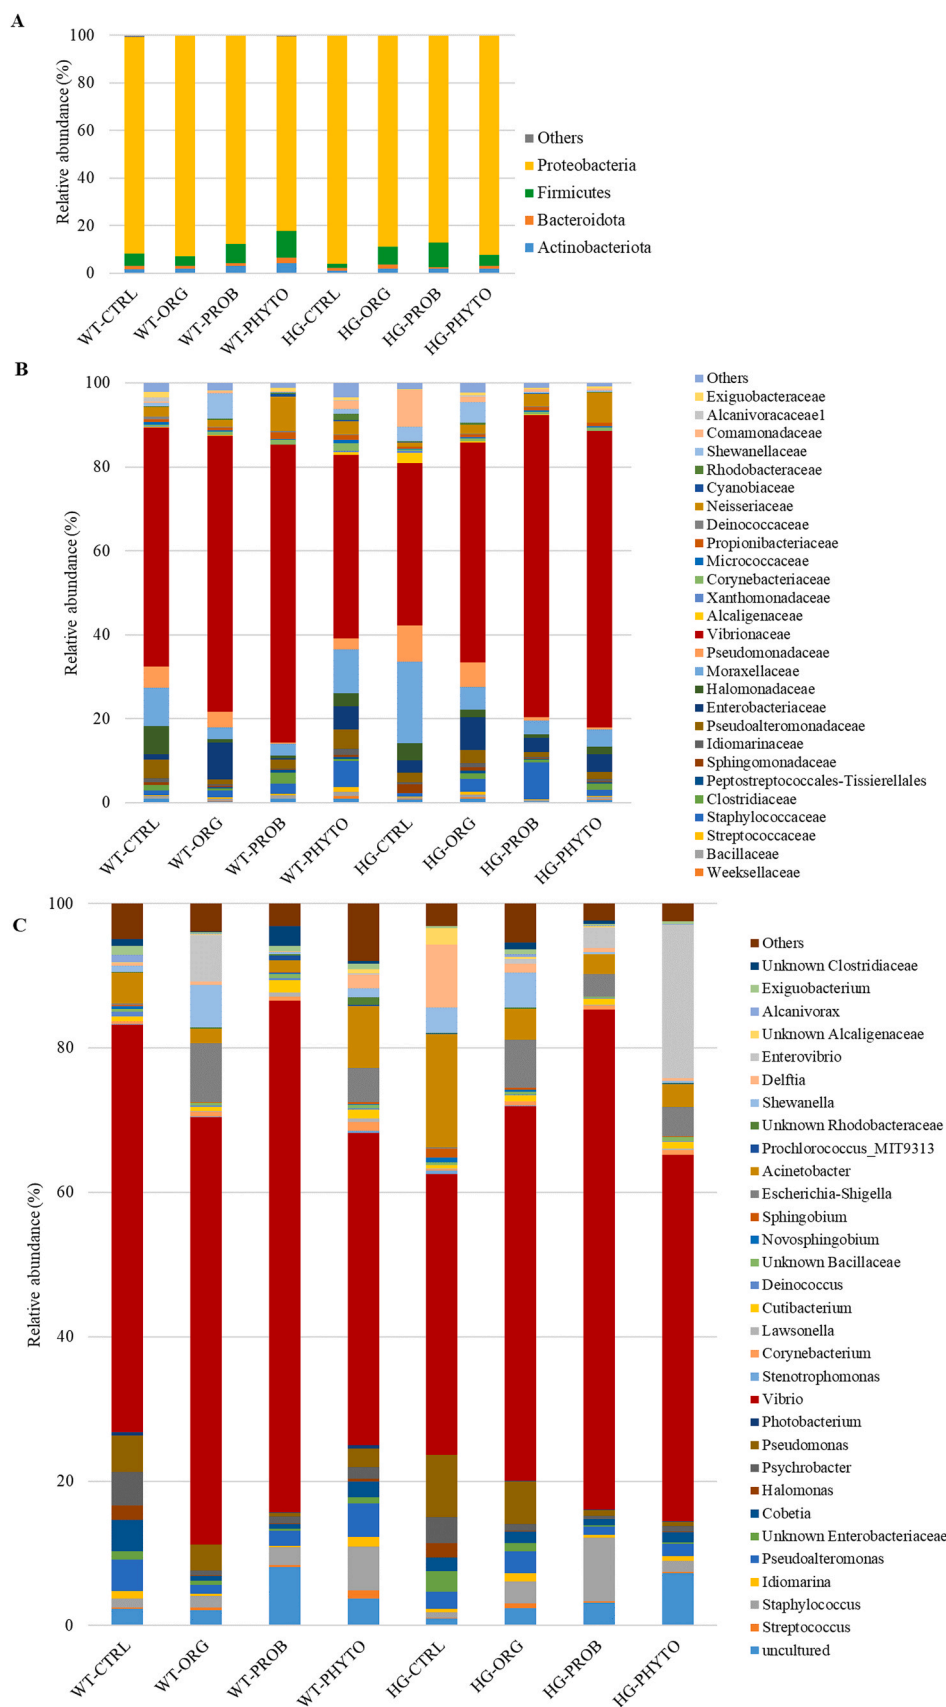 A
Relative abundance (%)
100
80
60
40
20
0
WT-CTRL
WT-ORG
WT-PROB
WT-PHYTO
HG-CTRL
HG-ORG
HG-PROB
HG-PHYTO
Others
Proteobacteria
Firmicutes
Bacteroidota
Actinobacteriota
B
Relative abundance (%)
100
80
60
40
20
0
WT-CTRL
WT-ORG
WT-PROB
WT-PHYTO
HG-CTRL
HG-ORG
HG-PROB
HG-PHYTO
Others
Exiguobacteraceae
Alcanivoracaceae1
Comamonadaceae
Shewanellaceae
Rhodobacteraceae
Cyanobiaceae
Neisseriaceae
Deinococcaceae
Propionibacteriaceae
Micrococcaceae
Corynebacteriaceae
Xanthomonadaceae
Alcaligenaceae
Vibrionaceae
Pseudomonadaceae
Moraxellaceae
Halomonadaceae
Enterobacteriaceae
Pseudoalteromonadaceae
Idiomarinaceae
Sphingomonadaceae
Peptostreptococcales-Tissierellales
Clostridiaceae
Staphylococcaceae
Streptococcaceae
Bacillaceae
Weeksellaceae
C
Relative abundance (%)
100
80
60
40
20
0
WT-CTRL
WT-ORG
WT-PROB
WT-PHYTO
HG-CTRL
HG-ORG
HG-PROB
HG-PHYTO
Others
Unknown Clostridiaceae
Exiguobacterium
Alcanivorax
Unknown Alcaligenaceae
Enterovibrio
Delftia
Shewanella
Unknown Rhodobacteraceae
Prochlorococcus_MIT9313
Acinetobacter
Escherichia-Shigella
Sphingobium
Novosphingobium
Unknown Bacillaceae
Deinococcus
Cutibacterium
Lawsonella
Corynebacterium
Stenotrophomonas
Vibrio
Photobacterium
Pseudomonas
Psychrobacter
Halomonas
Cobetia
Unknown Enterobacteriaceae
Pseudoalteromonas
Idiomarina
Staphylococcus
Streptococcus
uncultured